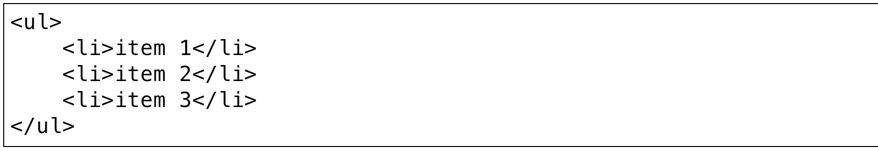 <ul>
    <li>item 1</li>
    <li>item 2</li>
    <li>item 3</li>
</ul>